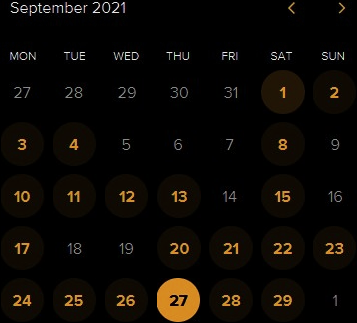 September 2021
MON TUE WED THU FRI SAT SUN
27 28 29 30 31 1 2
3 4 5 6 7 8 9
10 11 12 13 14 15 16
17 18 19 20 21 22 23
24 25 26 27 28 29 1